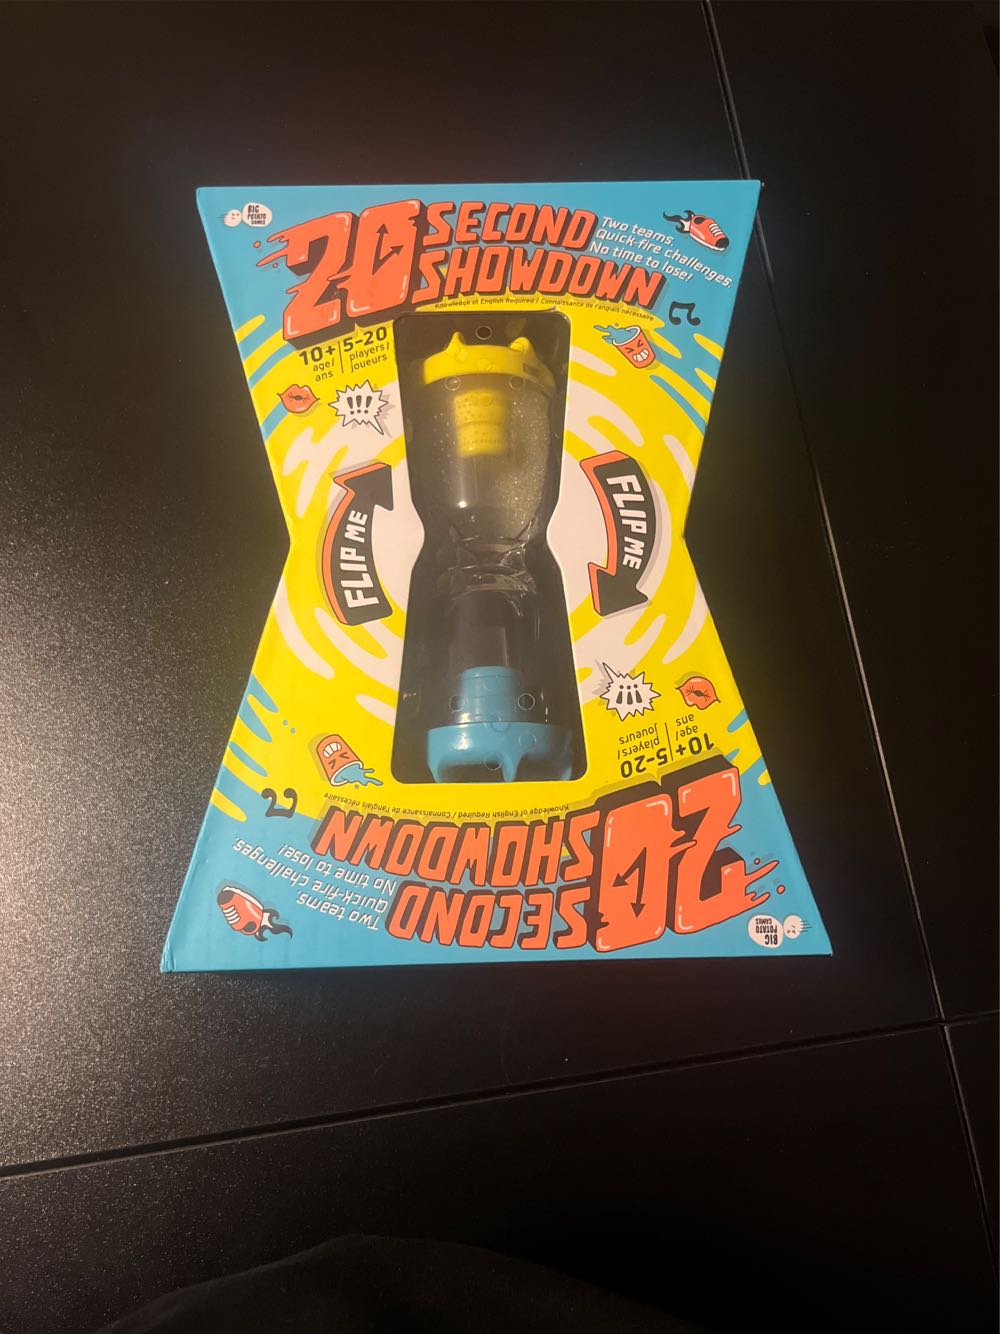 BIG
POTATO
GAMES
20 SECOND
SHOWDOWN
Two teams.
Quick-fire challenges.
No time to lose!
Knowledge of English Required / Connaissance de l'anglais nécessaire
10+
age/
ans
5-20
players/
joueurs
!!!
FLIP ME
FLIP ME
!!!
10+
age/
ans
5-20
players/
joueurs
Knowledge of English Required / Connaissance de l'anglais nécessaire
20 SECOND
SHOWDOWN
Two teams.
Quick-fire challenges.
No time to lose!
BIG
POTATO
GAMES